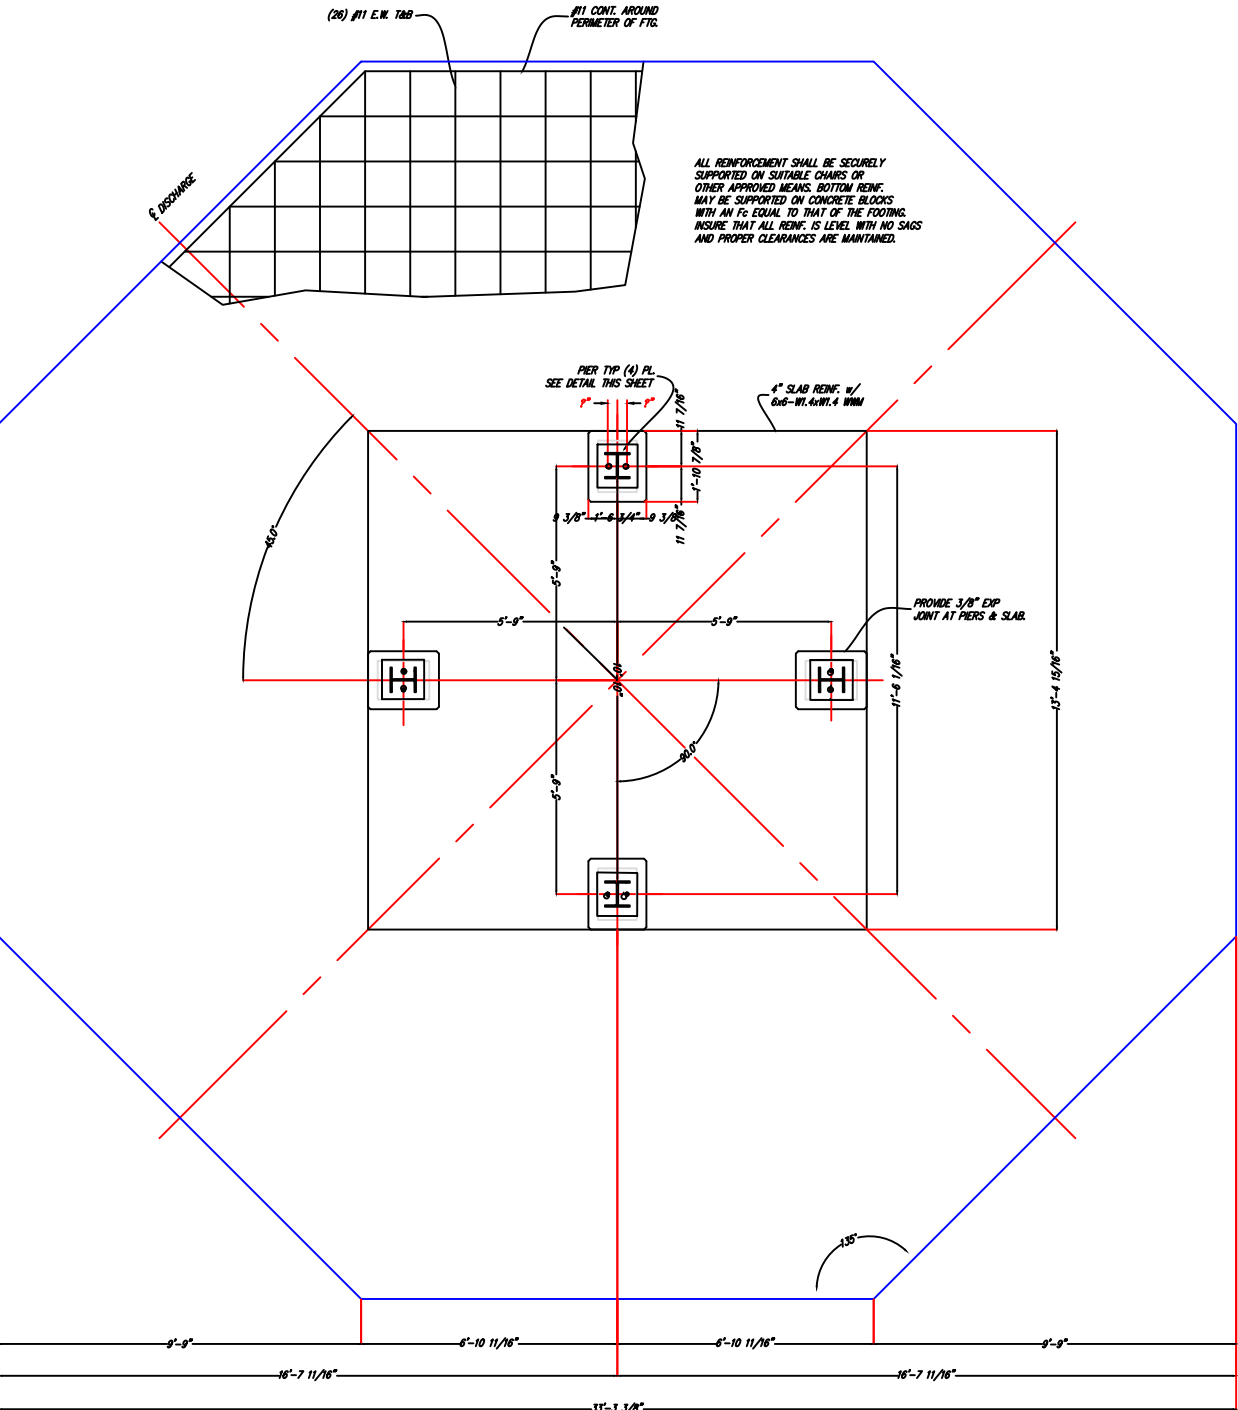 (26) #11 E.W. T&B
#11 CONT. AROUND
PERIMETER OF FTG.
℄ DISCHARGE
ALL REINFORCEMENT SHALL BE SECURELY
SUPPORTED ON SUITABLE CHAIRS OR
OTHER APPROVED MEANS. BOTTOM REINF.
MAY BE SUPPORTED ON CONCRETE BLOCKS
WITH AN F'c EQUAL TO THAT OF THE FOOTING.
INSURE THAT ALL REINF. IS LEVEL WITH NO SAGS
AND PROPER CLEARANCES ARE MAINTAINED.
PIER TYP (4) PL.
SEE DETAIL THIS SHEET
4" SLAB REINF. w/
6x6-W1.4xW1.4 WWM
11 7/16"
1'-10 7/8"
11 7/16"
9 3/8"
1'-6 3/4"
9 3/8"
45.0°
5'-9"
5'-9"
5'-9"
PROVIDE 3/8" EXP
JOINT AT PIERS & SLAB.
11'-6 1/16"
13'-4 15/16"
90.0°
5'-9"
135°
9'-9"
6'-10 11/16"
6'-10 11/16"
9'-9"
16'-7 11/16"
16'-7 11/16"
33'-3 3/8"